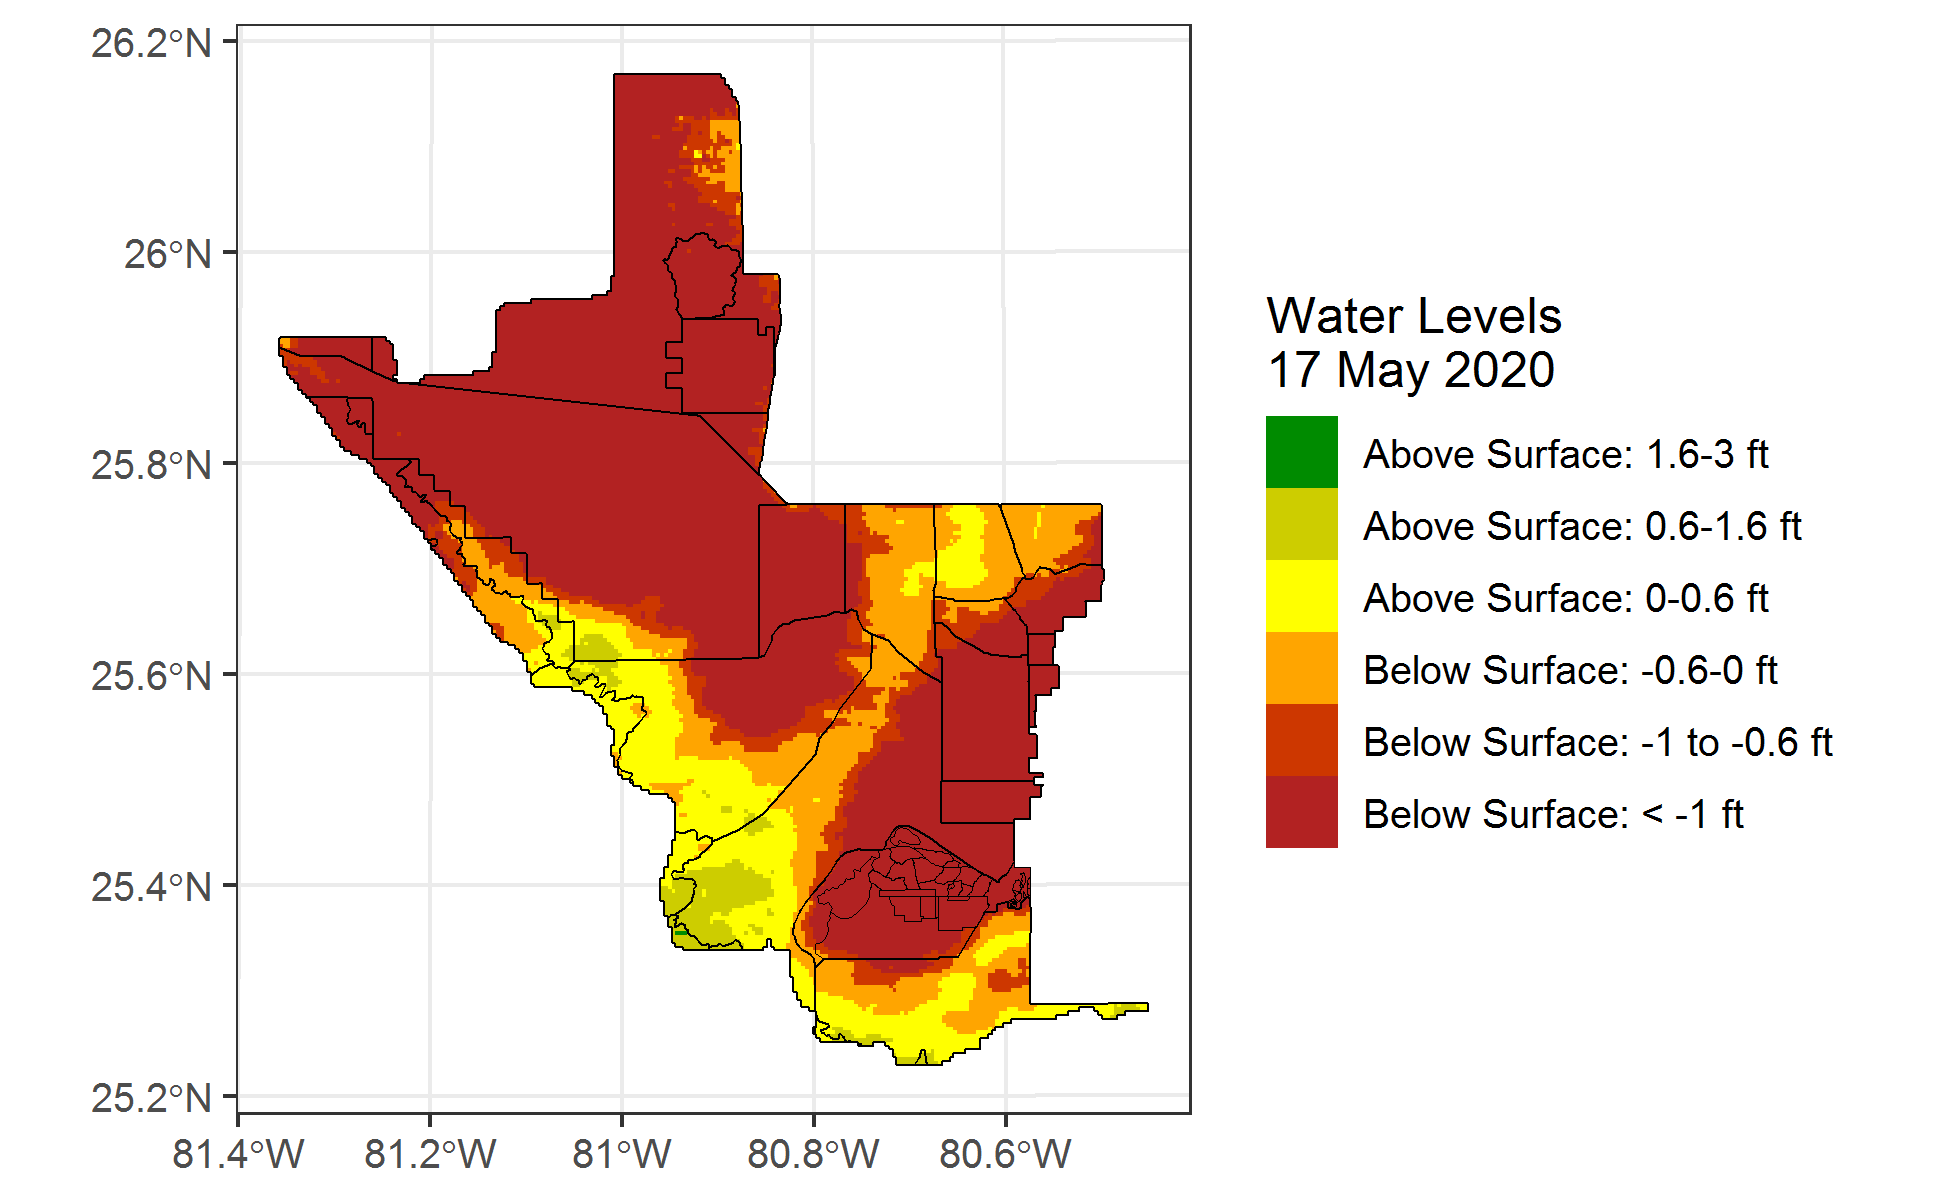 26.2°N
26°N
25.8°N
25.6°N
25.4°N
25.2°N
81.4°W
81.2°W
81°W
80.8°W
80.6°W
Water Levels
17 May 2020
Above Surface: 1.6-3 ft
Above Surface: 0.6-1.6 ft
Above Surface: 0-0.6 ft
Below Surface: -0.6-0 ft
Below Surface: -1 to -0.6 ft
Below Surface: < -1 ft